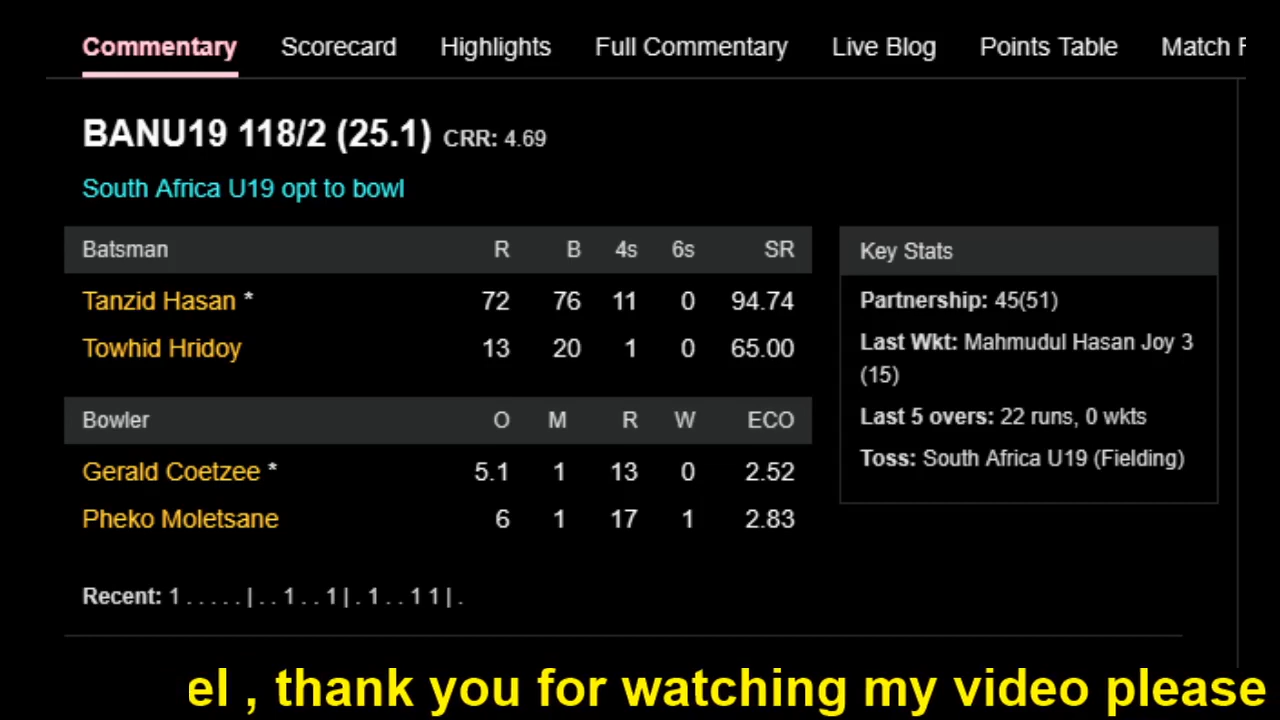 Commentary Scorecard Highlights Full Commentary Live Blog Points Table Match F
BANU19 118/2 (25.1) CRR: 4.69
South Africa U19 opt to bowl
Batsman R B 4s 6s SR
Tanzid Hasan * 72 76 11 0 94.74
Towhid Hridoy 13 20 1 0 65.00
Bowler O M R W ECO
Gerald Coetzee * 5.1 1 13 0 2.52
Pheko Moletsane 6 1 17 1 2.83
Recent: 1 . . . . . | . . 1 . . 1 | . 1 . . 1 1 | .
Key Stats
Partnership: 45(51)
Last Wkt: Mahmudul Hasan Joy 3
(15)
Last 5 overs: 22 runs, 0 wkts
Toss: South Africa U19 (Fielding)
el , thank you for watching my video please